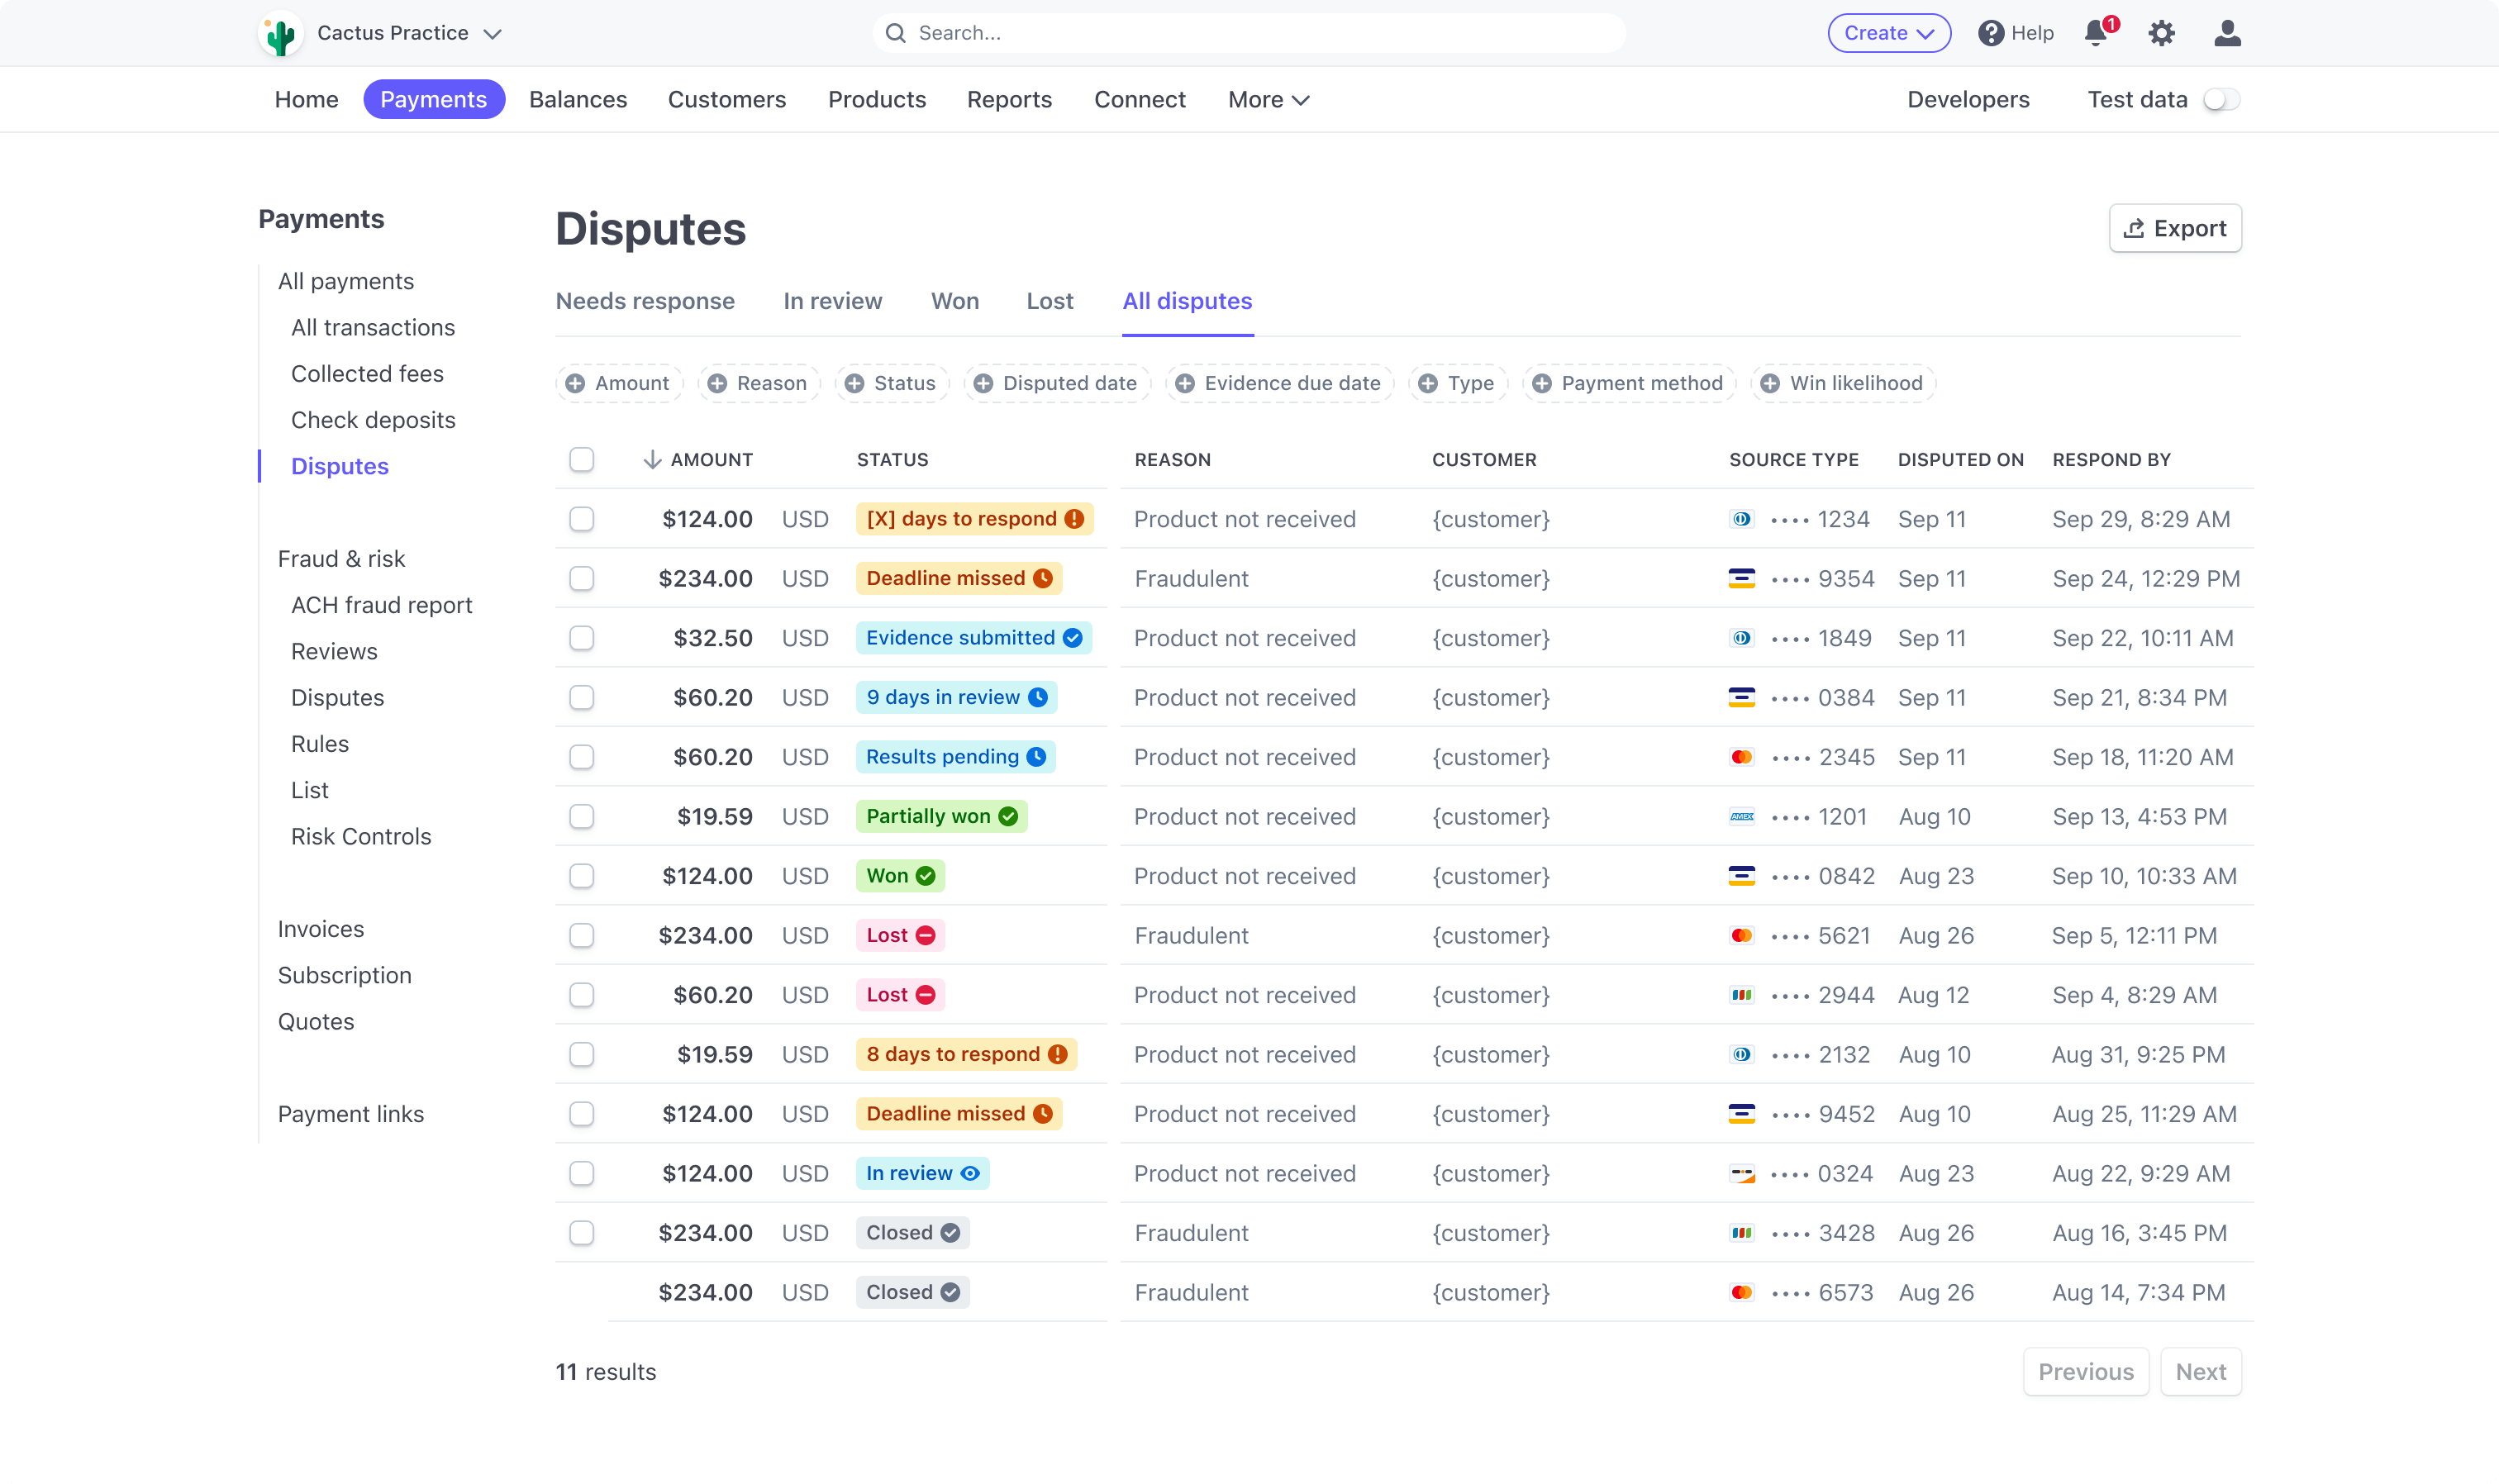 Cactus Practice
Search...
Create
Help
1
Home Payments Balances Customers Products Reports Connect More Developers Test data
Payments
All payments
All transactions
Collected fees
Check deposits
Disputes
Fraud & risk
ACH fraud report
Reviews
Disputes
Rules
List
Risk Controls
Invoices
Subscription
Quotes
Payment links
Disputes
Export
Needs response In review Won Lost All disputes
Amount Reason Status Disputed date Evidence due date Type Payment method Win likelihood
AMOUNT STATUS REASON CUSTOMER SOURCE TYPE DISPUTED ON RESPOND BY
$124.00 USD [X] days to respond Product not received {customer} •••• 1234 Sep 11 Sep 29, 8:29 AM
$234.00 USD Deadline missed Fraudulent {customer} •••• 9354 Sep 11 Sep 24, 12:29 PM
$32.50 USD Evidence submitted Product not received {customer} •••• 1849 Sep 11 Sep 22, 10:11 AM
$60.20 USD 9 days in review Product not received {customer} •••• 0384 Sep 11 Sep 21, 8:34 PM
$60.20 USD Results pending Product not received {customer} •••• 2345 Sep 11 Sep 18, 11:20 AM
$19.59 USD Partially won Product not received {customer} AMEX •••• 1201 Aug 10 Sep 13, 4:53 PM
$124.00 USD Won Product not received {customer} •••• 0842 Aug 23 Sep 10, 10:33 AM
$234.00 USD Lost Fraudulent {customer} •••• 5621 Aug 26 Sep 5, 12:11 PM
$60.20 USD Lost Product not received {customer} •••• 2944 Aug 12 Sep 4, 8:29 AM
$19.59 USD 8 days to respond Product not received {customer} •••• 2132 Aug 10 Aug 31, 9:25 PM
$124.00 USD Deadline missed Product not received {customer} •••• 9452 Aug 10 Aug 25, 11:29 AM
$124.00 USD In review Product not received {customer} •••• 0324 Aug 23 Aug 22, 9:29 AM
$234.00 USD Closed Fraudulent {customer} •••• 3428 Aug 26 Aug 16, 3:45 PM
$234.00 USD Closed Fraudulent {customer} •••• 6573 Aug 26 Aug 14, 7:34 PM
11 results
Previous Next